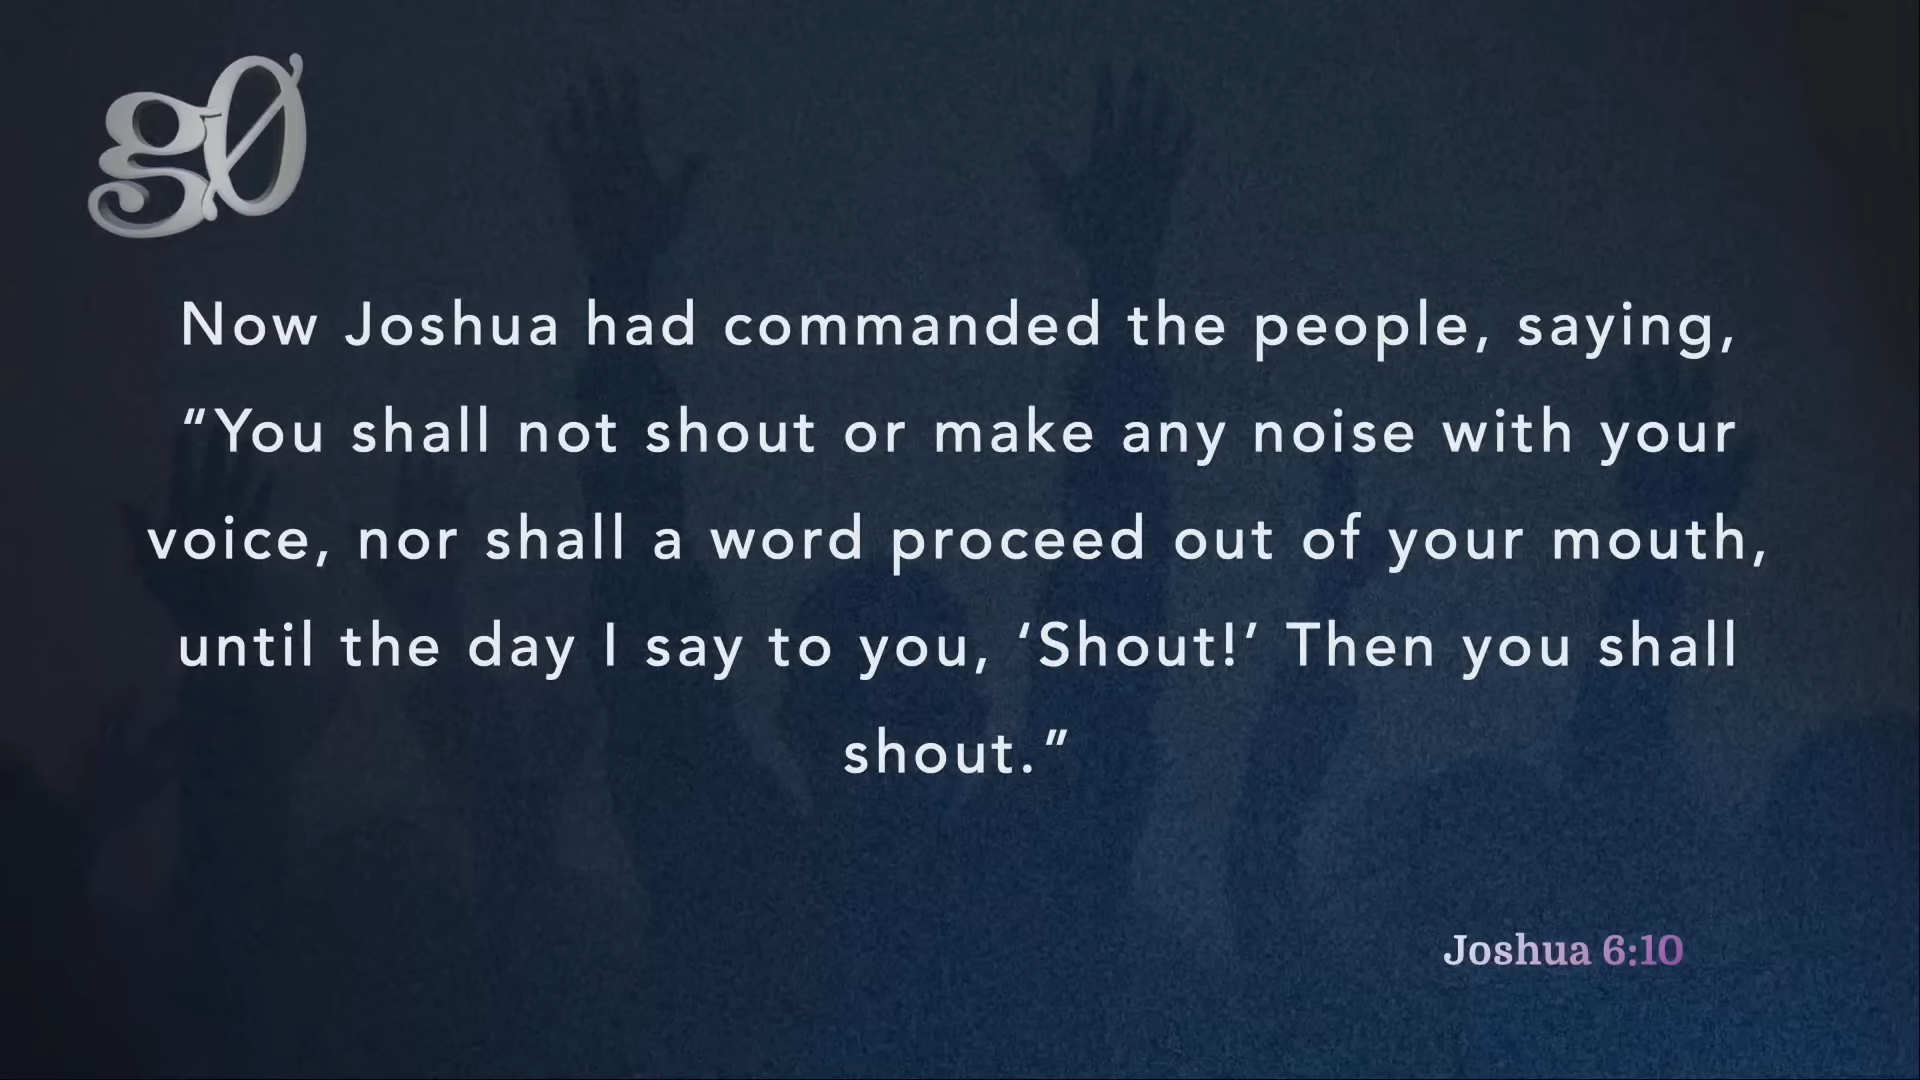 g0
Now Joshua had commanded the people, saying,
“You shall not shout or make any noise with your
voice, nor shall a word proceed out of your mouth,
until the day I say to you, ‘Shout!’ Then you shall
shout.”
Joshua 6:10